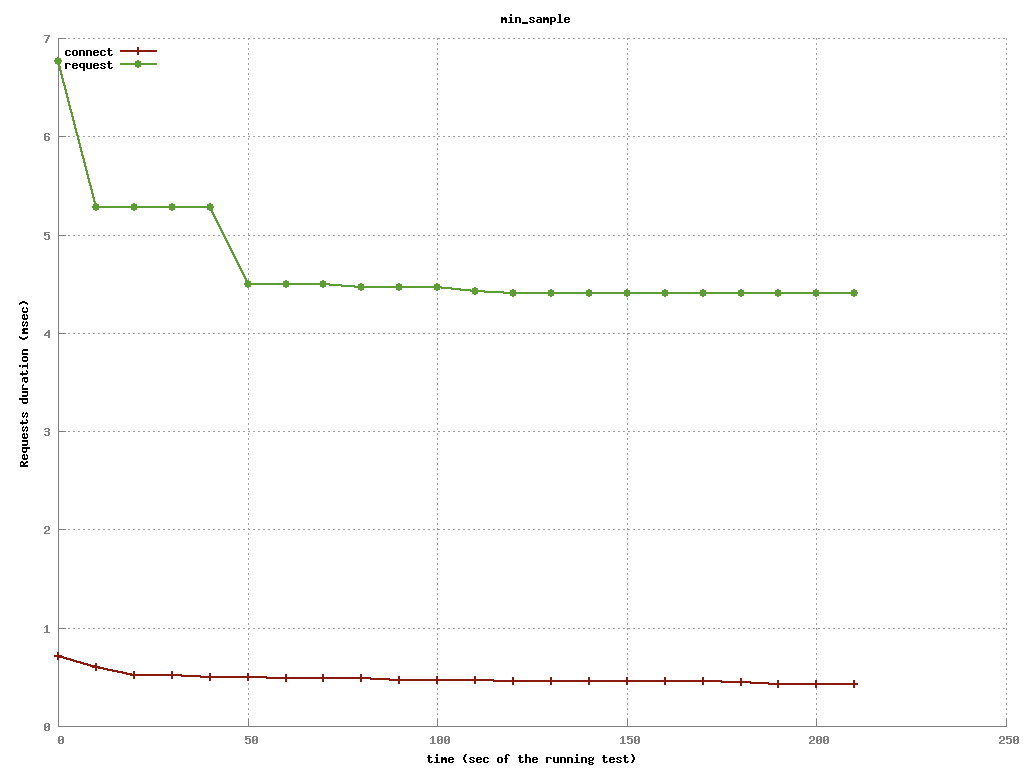 min_sample
connect
request
7
6
5
4
3
2
1
0
Requests duration (msec)
0 50 100 150 200 250
time (sec of the running test)